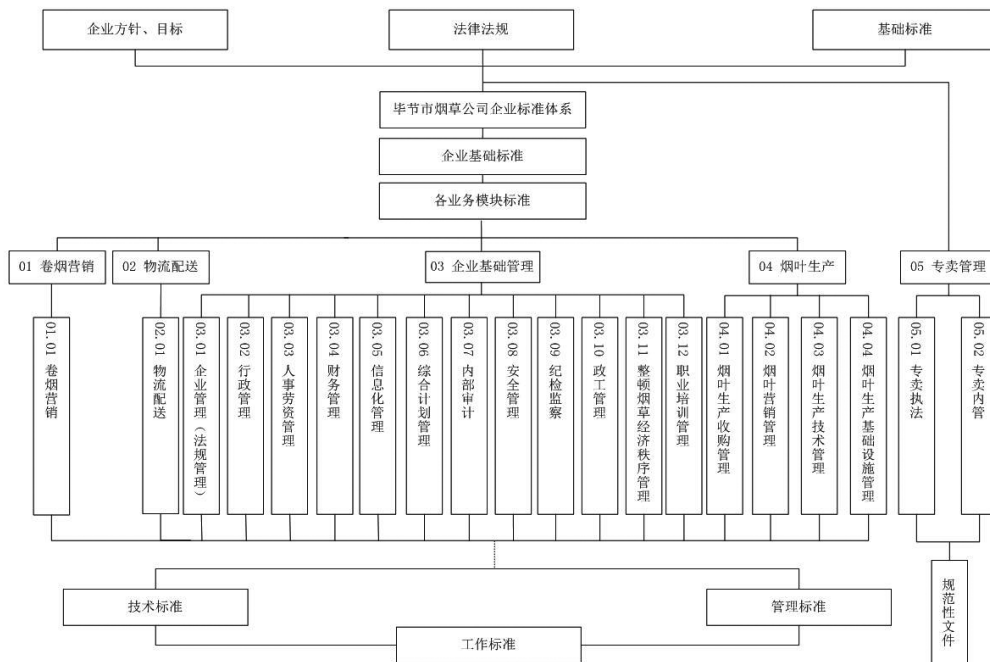 企业方针、目标
法律法规
基础标准
毕节市烟草公司企业标准体系
企业基础标准
各业务模块标准
01 卷烟营销
02 物流配送
03 企业基础管理
04 烟叶生产
05 专卖管理
01.01 卷烟营销
02.01 物流配送
03.01 企业管理（法规管理）
03.02 行政管理
03.03 人事劳资管理
03.04 财务管理
03.05 信息化管理
03.06 综合计划管理
03.07 内部审计
03.08 安全管理
03.09 纪检监察
03.10 政工管理
03.11 整顿烟草经济秩序管理
03.12 职业培训管理
04.01 烟叶生产收购管理
04.02 烟叶营销管理
04.03 烟叶生产技术管理
04.04 烟叶生产基础设施管理
05.01 专卖执法
05.02 专卖内管
技术标准
管理标准
工作标准
规范性文件